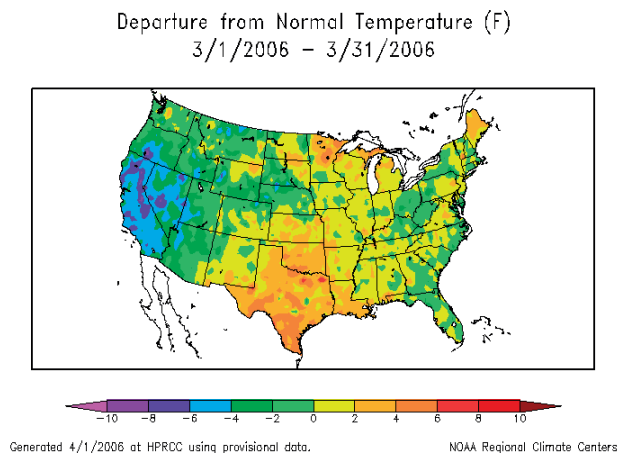 Departure from Normal Temperature (F)
3/1/2006 – 3/31/2006
-10 -8 -6 -4 -2 0 2 4 6 8 10
Generated 4/1/2006 at HPRCC using provisional data. NOAA Regional Climate Centers